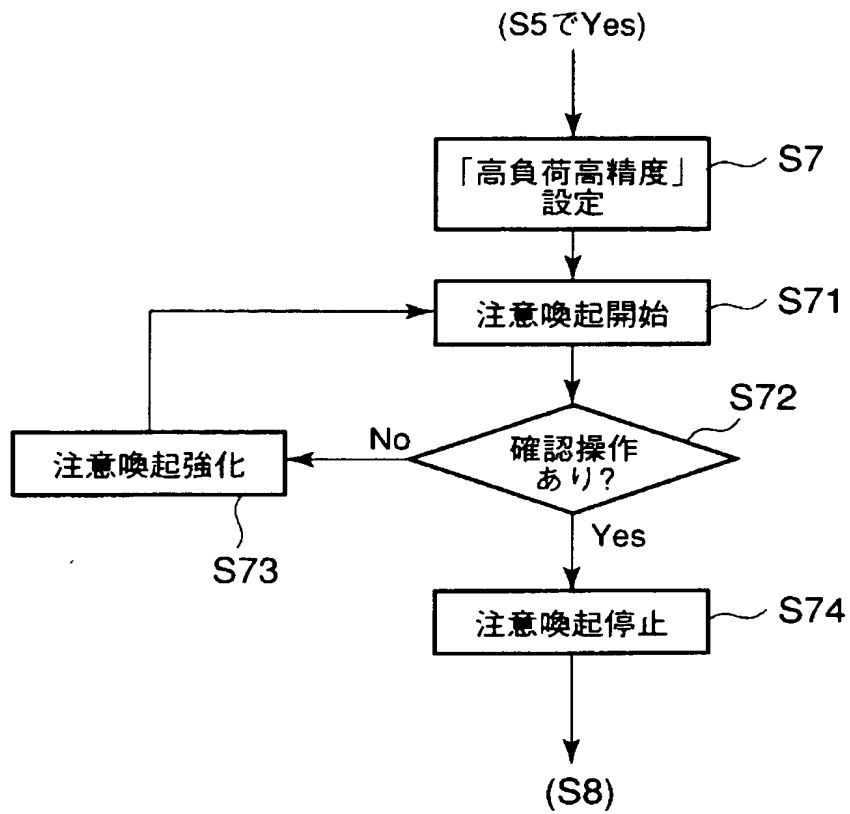 (S5でYes)
「高負荷高精度」
設定
S7
注意喚起開始
S71
確認操作
あり?
S72
No
注意喚起強化
S73
Yes
注意喚起停止
S74
(S8)